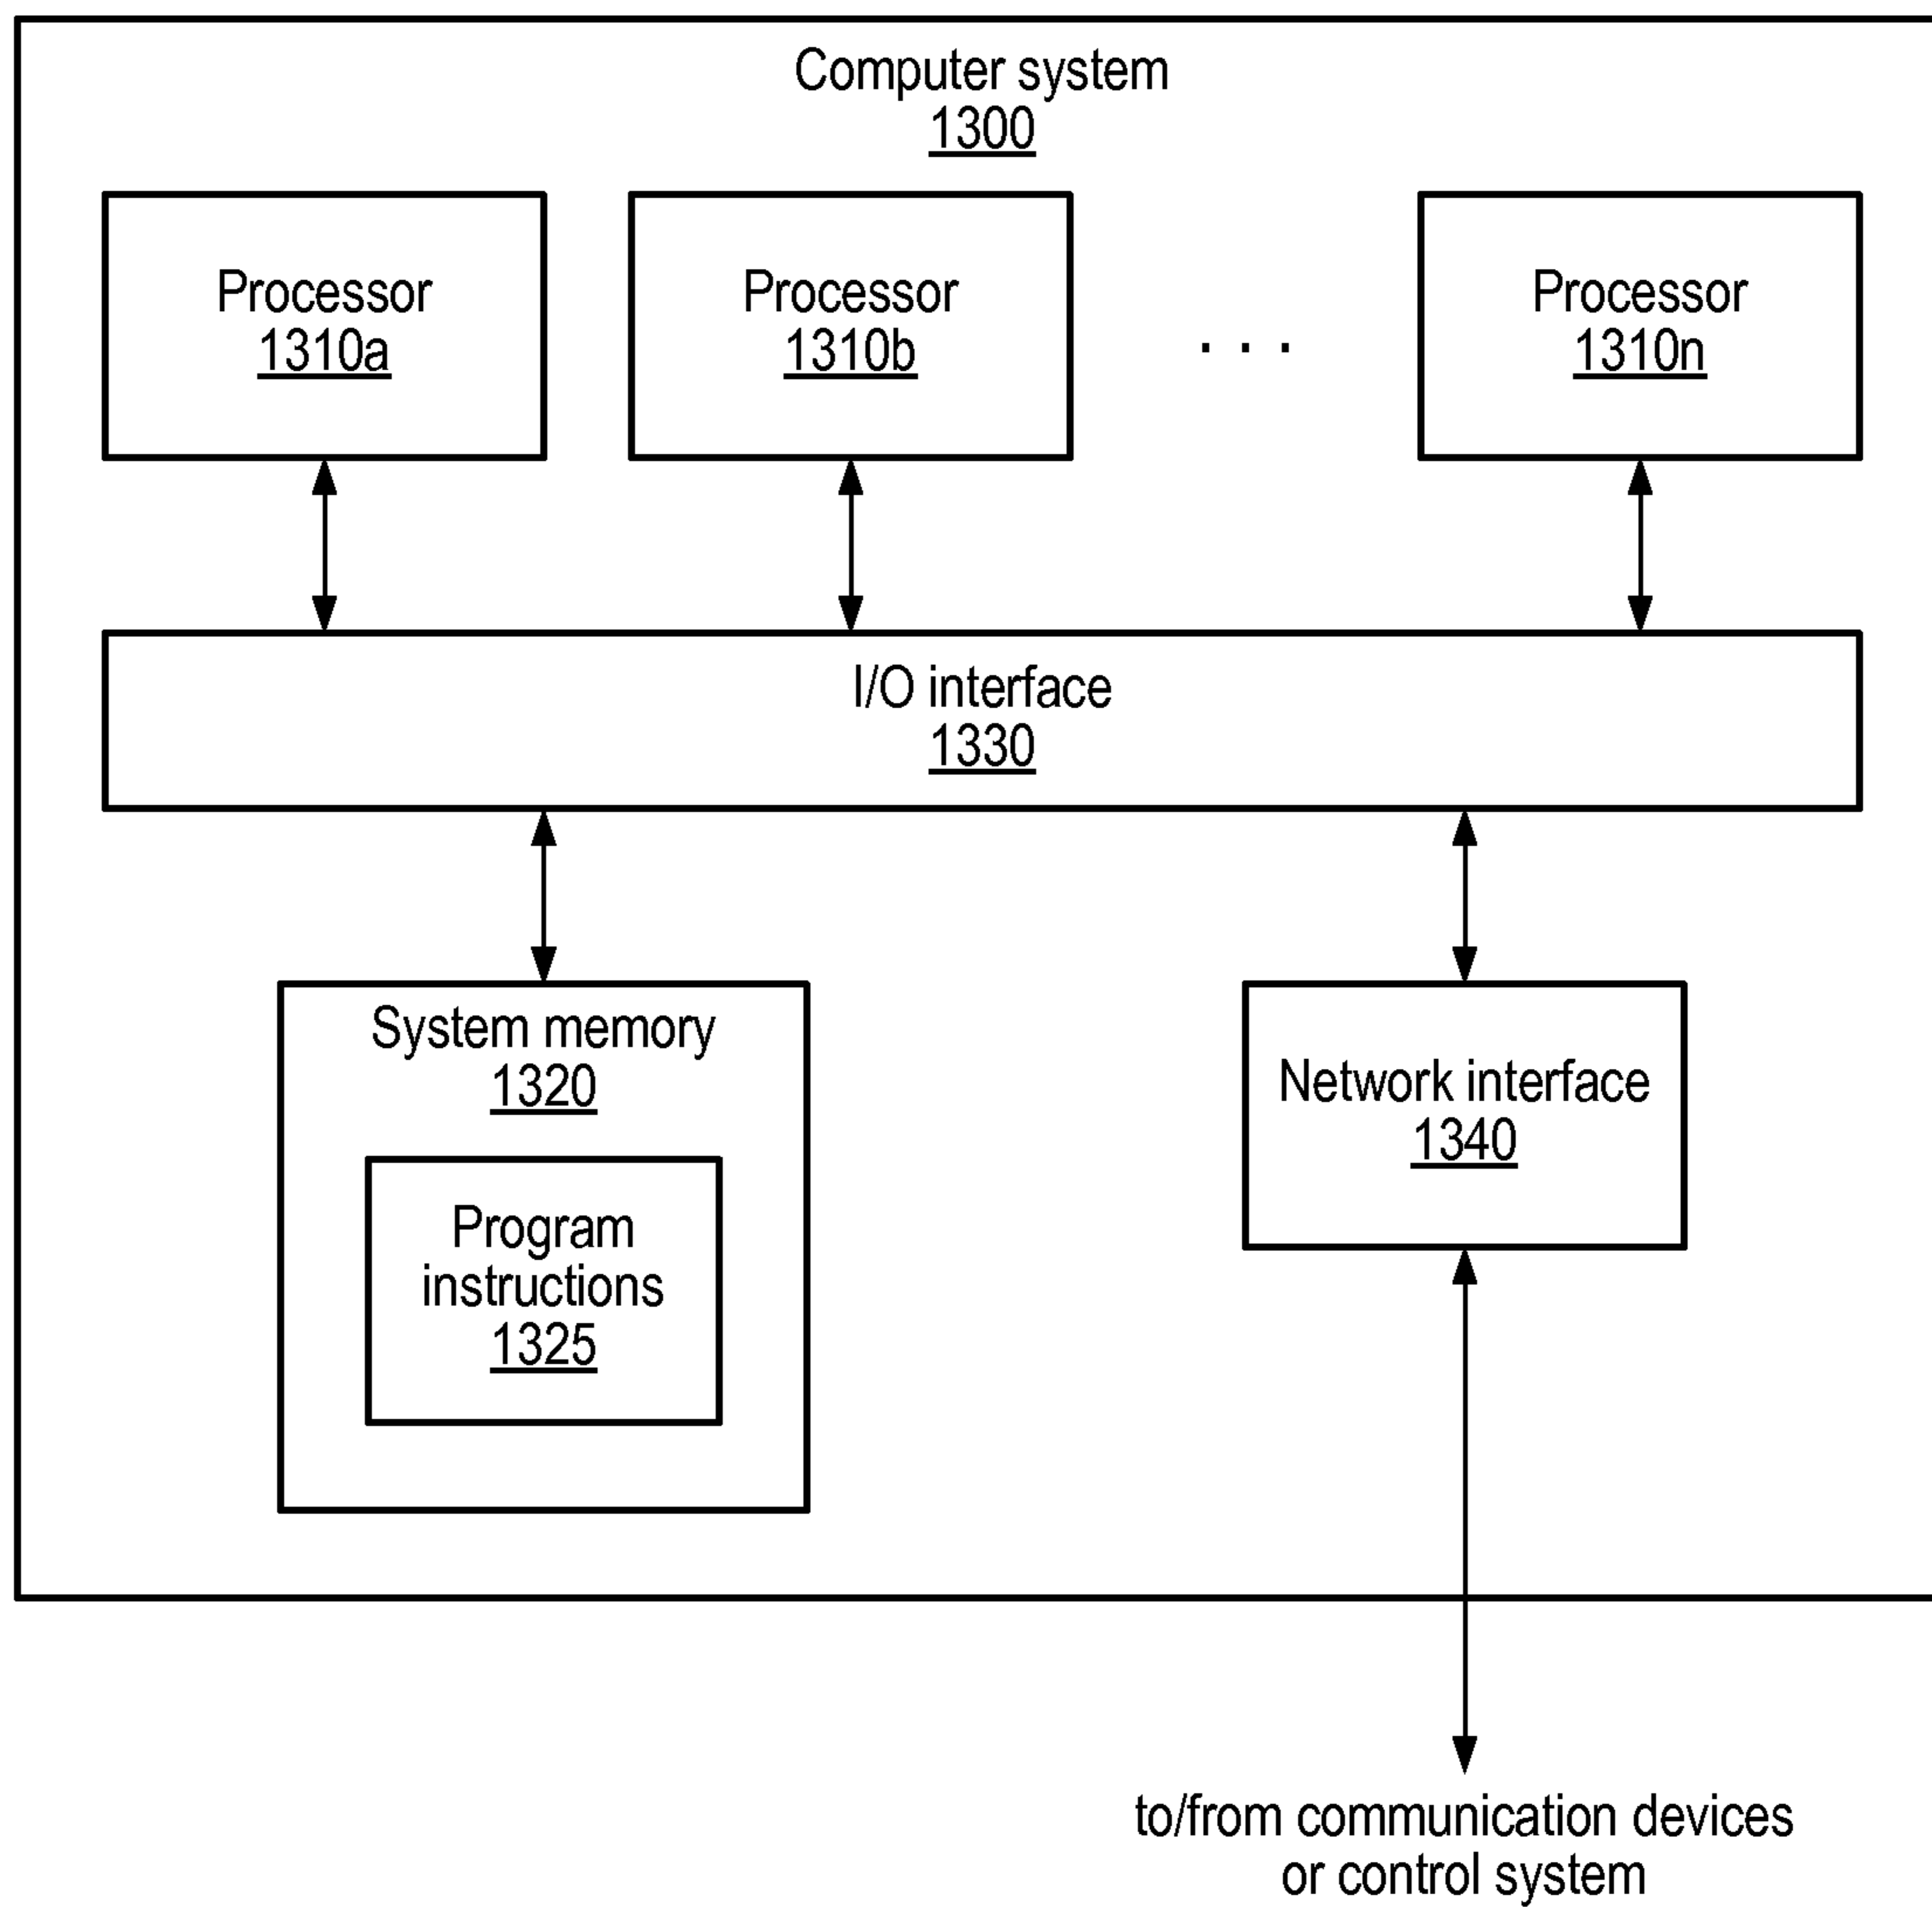 Computer system
1300
Processor
1310a
Processor
1310b
. . .
Processor
1310n
I/O interface
1330
System memory
1320
Program
instructions
1325
Network interface
1340
to/from communication devices
or control system